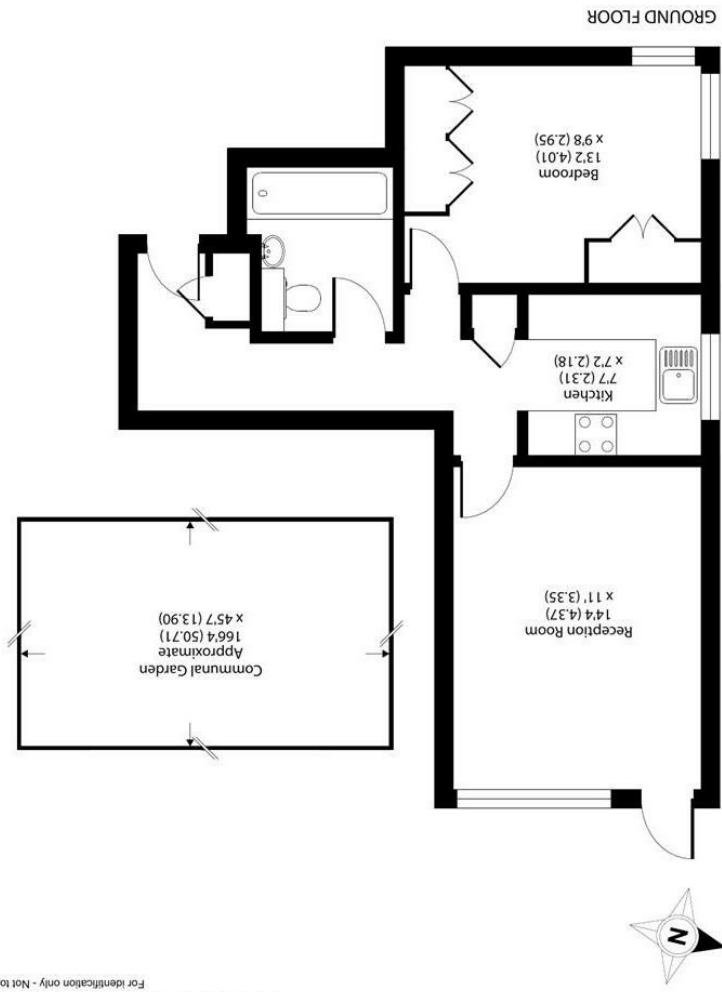 For identification only - Not to
N
Communal Garden
Approximate
166'4 (50.71)
x 45'7 (13.90)
Reception Room
14'4 (4.37)
x 11' (3.35)
Kitchen
7'7 (2.31)
x 7'2 (2.18)
Bedroom
13'2 (4.01)
x 9'8 (2.95)
GROUND FLOOR